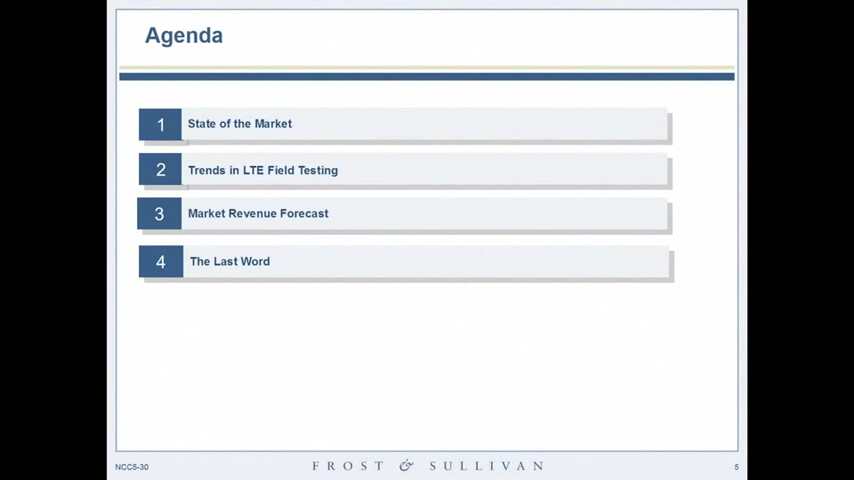 Agenda
1 State of the Market
2 Trends in LTE Field Testing
3 Market Revenue Forecast
4 The Last Word
NCC5-30 FROST & SULLIVAN 5